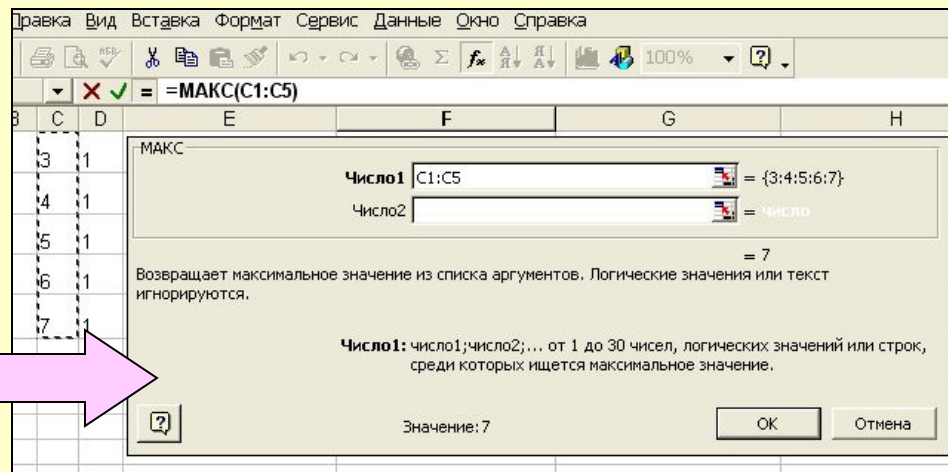 Правка Вид Вставка Формат Сервис Данные Окно Справка
100%
= =МАКС(C1:C5)
B C D E F G H
МАКС
Число1 C1:C5 = {3:4:5:6:7}
Число2 = число
= 7
3 1
4 1
5 1
6 1
7 1
Возвращает максимальное значение из списка аргументов. Логические значения или текст
игнорируются.
Число1: число1;число2;... от 1 до 30 чисел, логических значений или строк,
среди которых ищется максимальное значение.
Значение:7 ОК Отмена